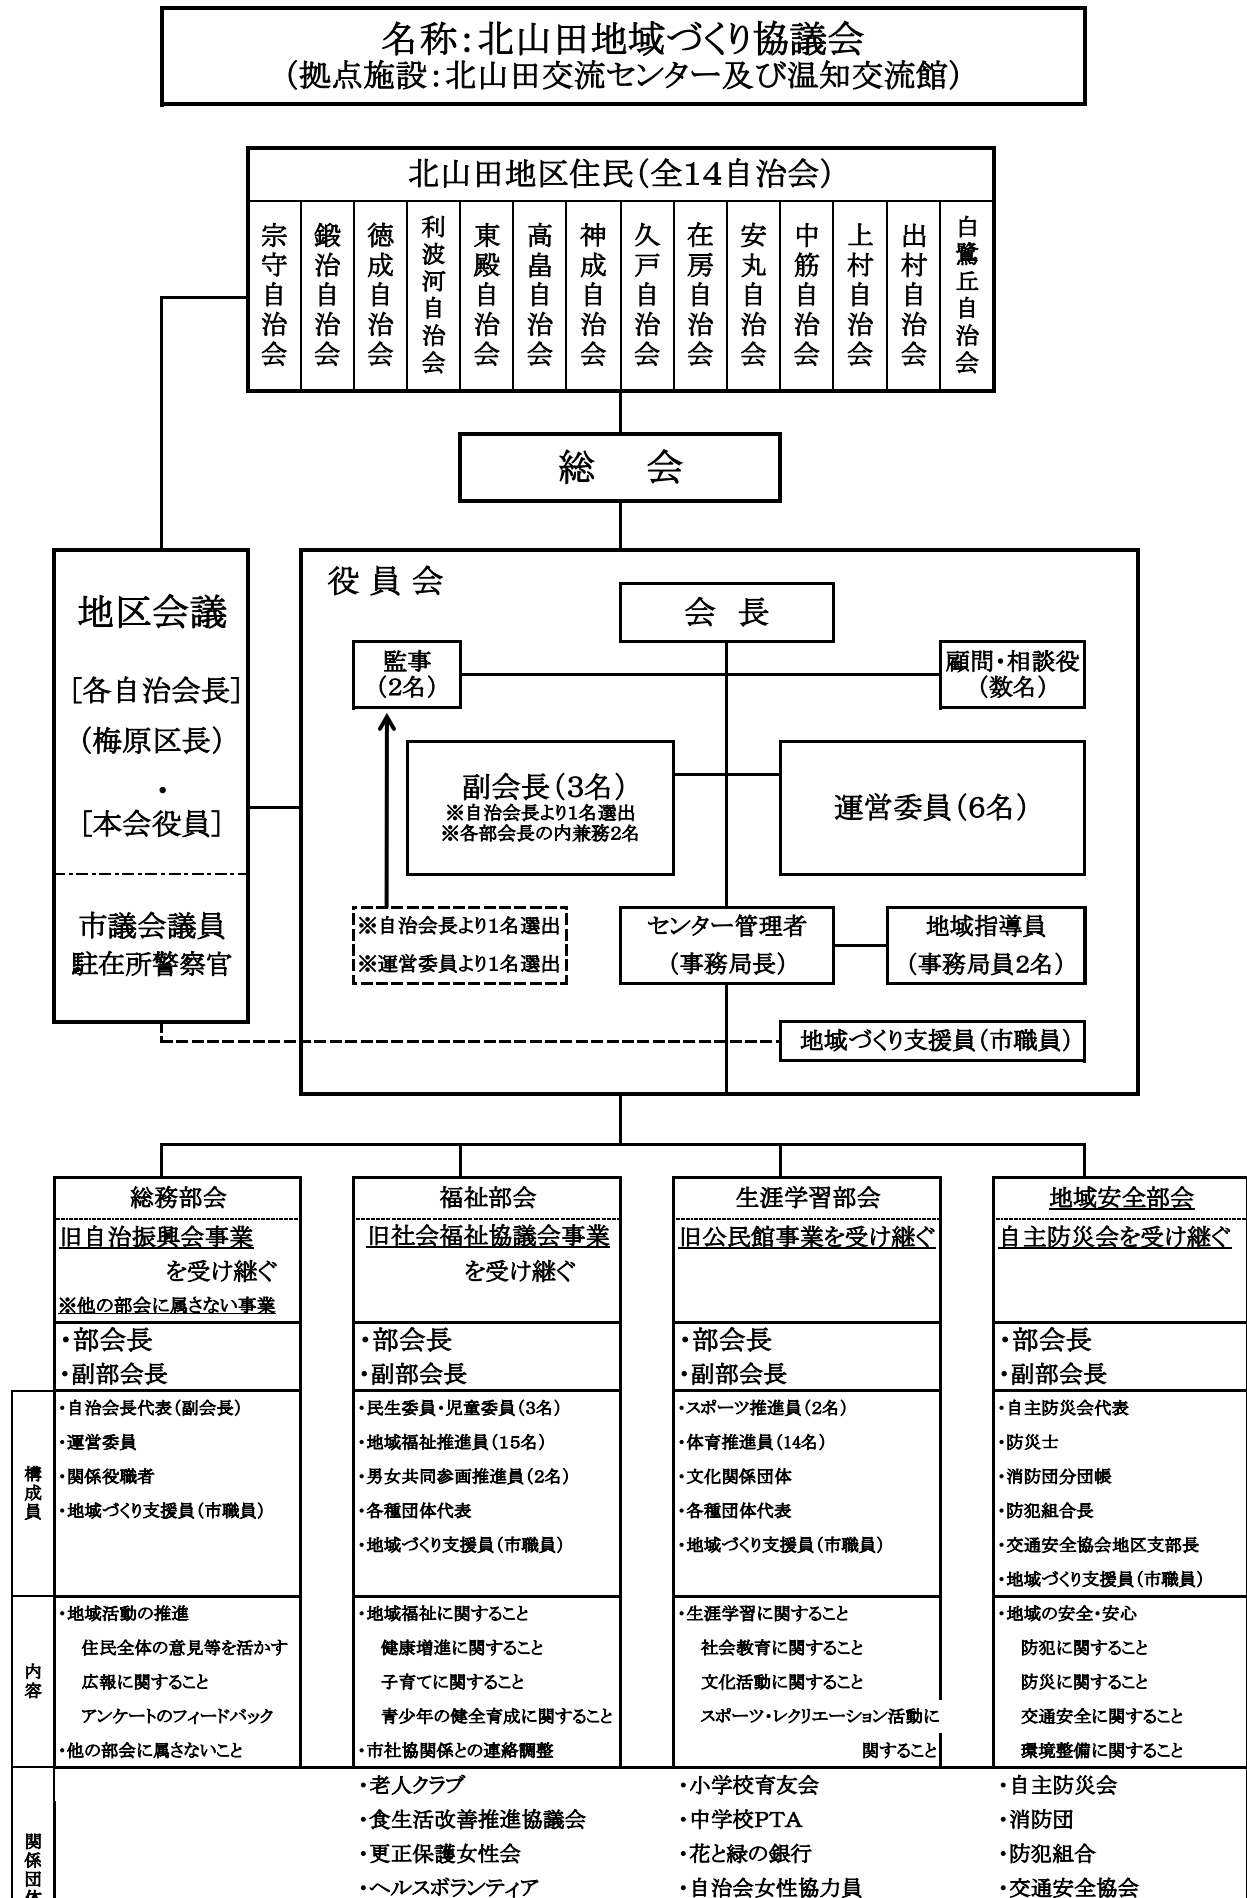 名称：北山田地域づくり協議会
（拠点施設：北山田交流センター及び温知交流館）
北山田地区住民（全１４自治会）
宗守自治会
鍛治自治会
徳成自治会
利波河自治会
東殿自治会
高畠自治会
神成自治会
久戸自治会
在房自治会
安丸自治会
中筋自治会
上村自治会
出村自治会
白鷺丘自治会
総　会
地区会議
［各自治会長］
（梅原区長）
・
［本会役員］
市議会議員
駐在所警察官
役員会
会 長
監事
（2名）
顧問・相談役
（数名）
副会長（３名）
※自治会長より1名選出
※各部会長の内兼務2名
運営委員（６名）
※自治会長より1名選出
※運営委員より1名選出
センター管理者
（事務局長）
地域指導員
（事務局員2名）
地域づくり支援員（市職員）
総務部会
旧自治振興会事業
を受け継ぐ
※他の部会に属さない事業
・部会長
・副部会長
福祉部会
旧社会福祉協議会事業
を受け継ぐ
・部会長
・副部会長
生涯学習部会
旧公民館事業を受け継ぐ
・部会長
・副部会長
地域安全部会
自主防災会を受け継ぐ
・部会長
・副部会長
構成員
・自治会長代表（副会長）
・運営委員
・関係役職者
・地域づくり支援員（市職員）
・民生委員・児童委員（3名）
・地域福祉推進員（15名）
・男女共同参画推進員（2名）
・各種団体代表
・地域づくり支援員（市職員）
・スポーツ推進員（2名）
・体育推進員（14名）
・文化関係団体
・各種団体代表
・地域づくり支援員（市職員）
・自主防災会代表
・防災士
・消防団分団帳
・防犯組合長
・交通安全協会地区支部長
・地域づくり支援員（市職員）
内容
・地域活動の推進
住民全体の意見等を活かす
広報に関すること
アンケートのフィードバック
・他の部会に属さないこと
・地域福祉に関すること
健康増進に関すること
子育てに関すること
青少年の健全育成に関すること
・市社協関係との連絡調整
・生涯学習に関すること
社会教育に関すること
文化活動に関すること
スポーツ・レクリエーション活動に
関すること
・地域の安全・安心
防犯に関すること
防災に関すること
交通安全に関すること
環境整備に関すること
関係団体
・老人クラブ
・食生活改善推進協議会
・更正保護女性会
・ヘルスボランティア
・小学校育友会
・中学校PTA
・花と緑の銀行
・自治会女性協力員
・自主防災会
・消防団
・防犯組合
・交通安全協会